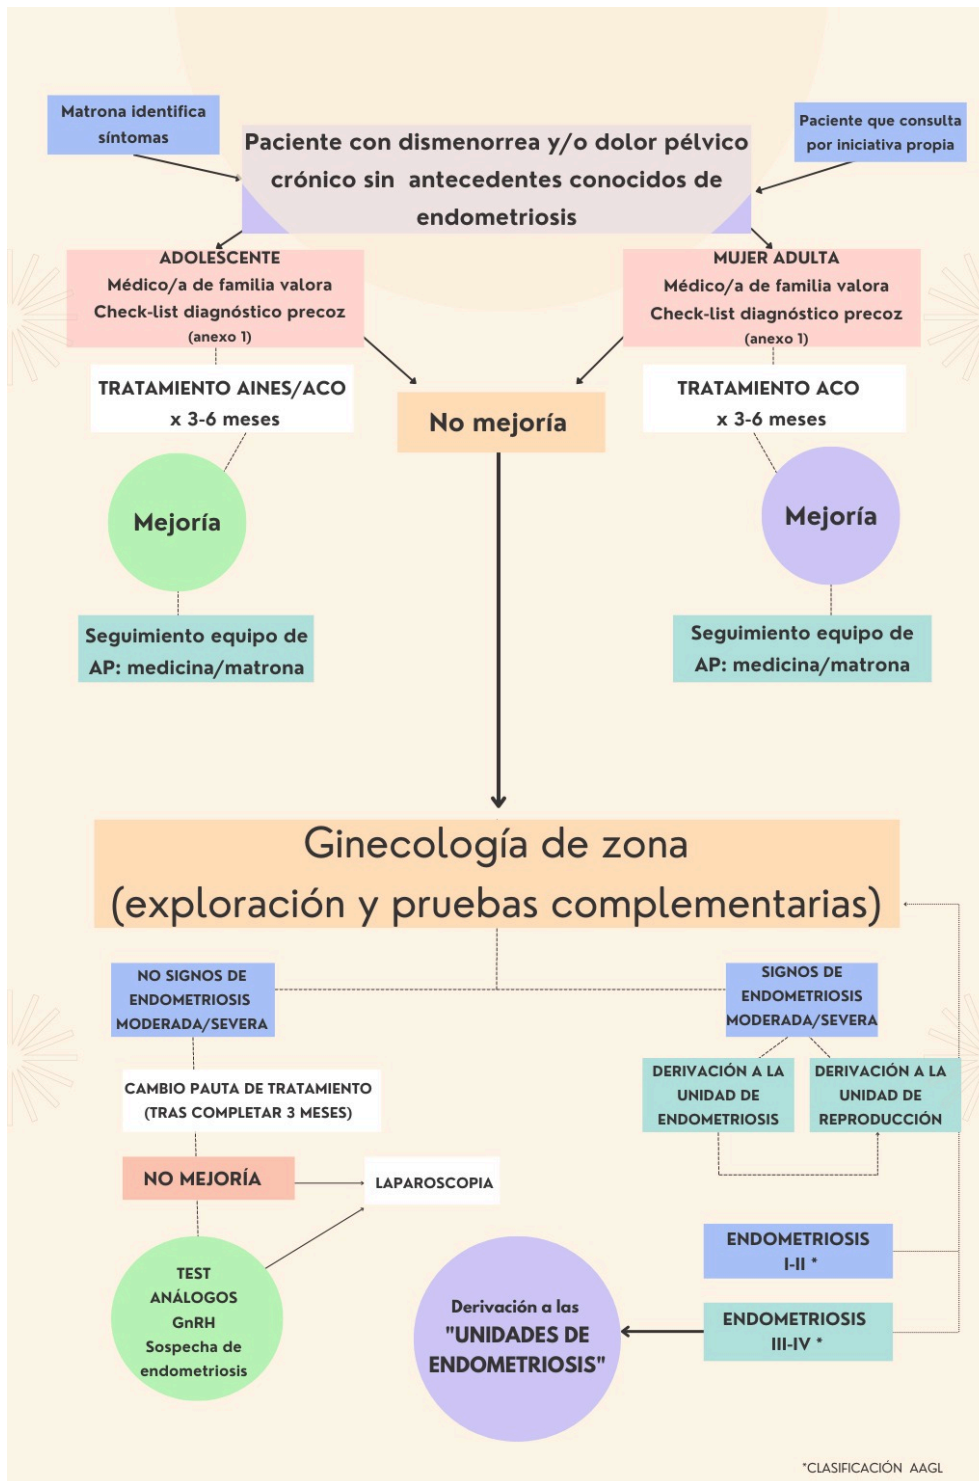 Matrona identifica
síntomas
Paciente que consulta
por iniciativa propia
Paciente con dismenorrea y/o dolor pélvico
crónico sin antecedentes conocidos de
endometriosis
ADOLESCENTE
Médico/a de familia valora
Check-list diagnóstico precoz
(anexo 1)
MUJER ADULTA
Médico/a de familia valora
Check-list diagnóstico precoz
(anexo 1)
TRATAMIENTO AINES/ACO
x 3-6 meses
No mejoría
TRATAMIENTO ACO
x 3-6 meses
Mejoría
Mejoría
Seguimiento equipo de
AP: medicina/matrona
Seguimiento equipo de
AP: medicina/matrona
Ginecología de zona
(exploración y pruebas complementarias)
NO SIGNOS DE
ENDOMETRIOSIS
MODERADA/SEVERA
SIGNOS DE
ENDOMETRIOSIS
MODERADA/SEVERA
CAMBIO PAUTA DE TRATAMIENTO
(TRAS COMPLETAR 3 MESES)
DERIVACIÓN A LA
UNIDAD DE
ENDOMETRIOSIS
DERIVACIÓN A LA
UNIDAD DE
REPRODUCCIÓN
NO MEJORÍA
LAPAROSCOPIA
TEST
ANÁLOGOS
GnRH
Sospecha de
endometriosis
Derivación a las
"UNIDADES DE
ENDOMETRIOSIS"
ENDOMETRIOSIS
I-II *
ENDOMETRIOSIS
III-IV *
*CLASIFICACIÓN AAGL